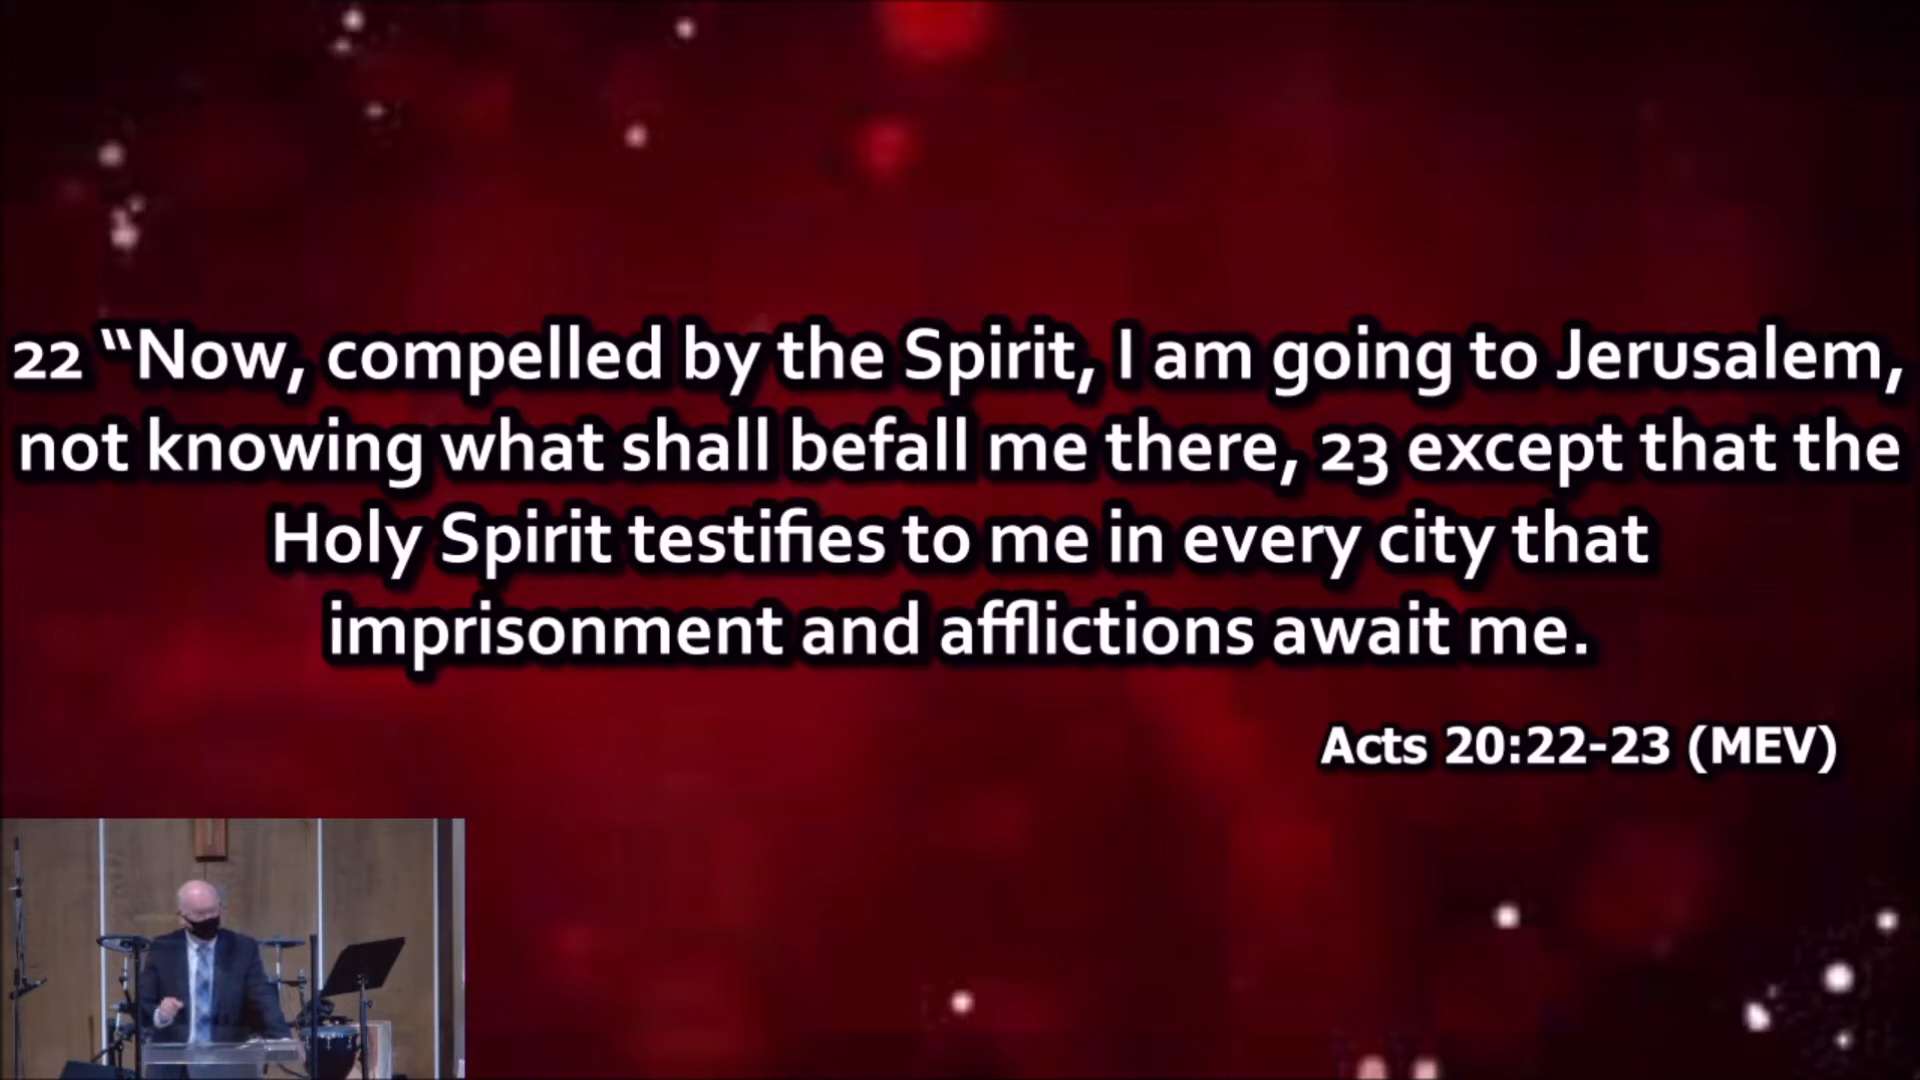 22 “Now, compelled by the Spirit, I am going to Jerusalem,
not knowing what shall befall me there, 23 except that the
Holy Spirit testifies to me in every city that
imprisonment and afflictions await me.
Acts 20:22-23 (MEV)